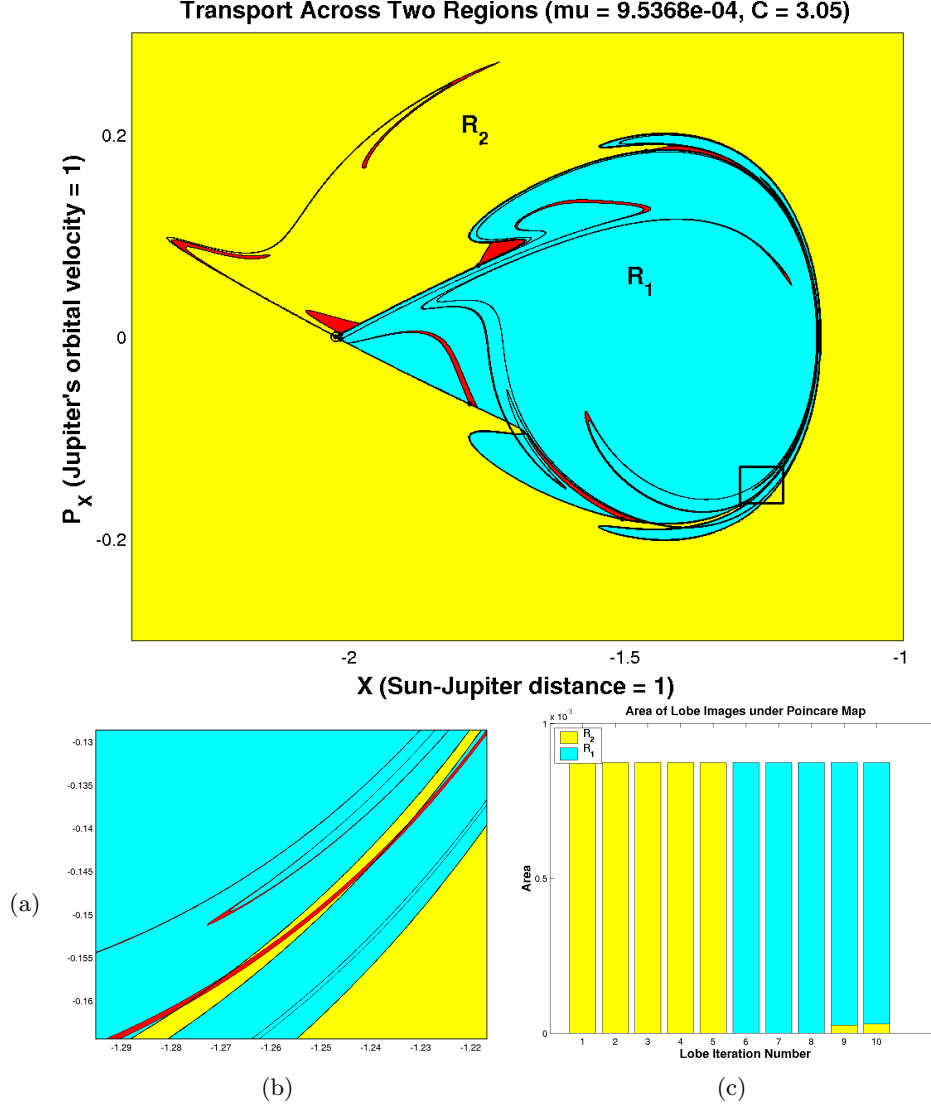 Transport Across Two Regions (mu = 9.5368e-04, C = 3.05)
R2
R1
0.2
0
-0.2
PX (Jupiter's orbital velocity = 1)
-2
-1.5
-1
X (Sun-Jupiter distance = 1)
-0.13
-0.135
-0.14
-0.145
-0.15
-0.155
-0.16
-1.29
-1.28
-1.27
-1.26
-1.25
-1.24
-1.23
-1.22
(a)
(b)
Area of Lobe Images under Poincare Map
x 10-3
1
0.5
0
Area
R2
R1
1 2 3 4 5 6 7 8 9 10
Lobe Iteration Number
(c)